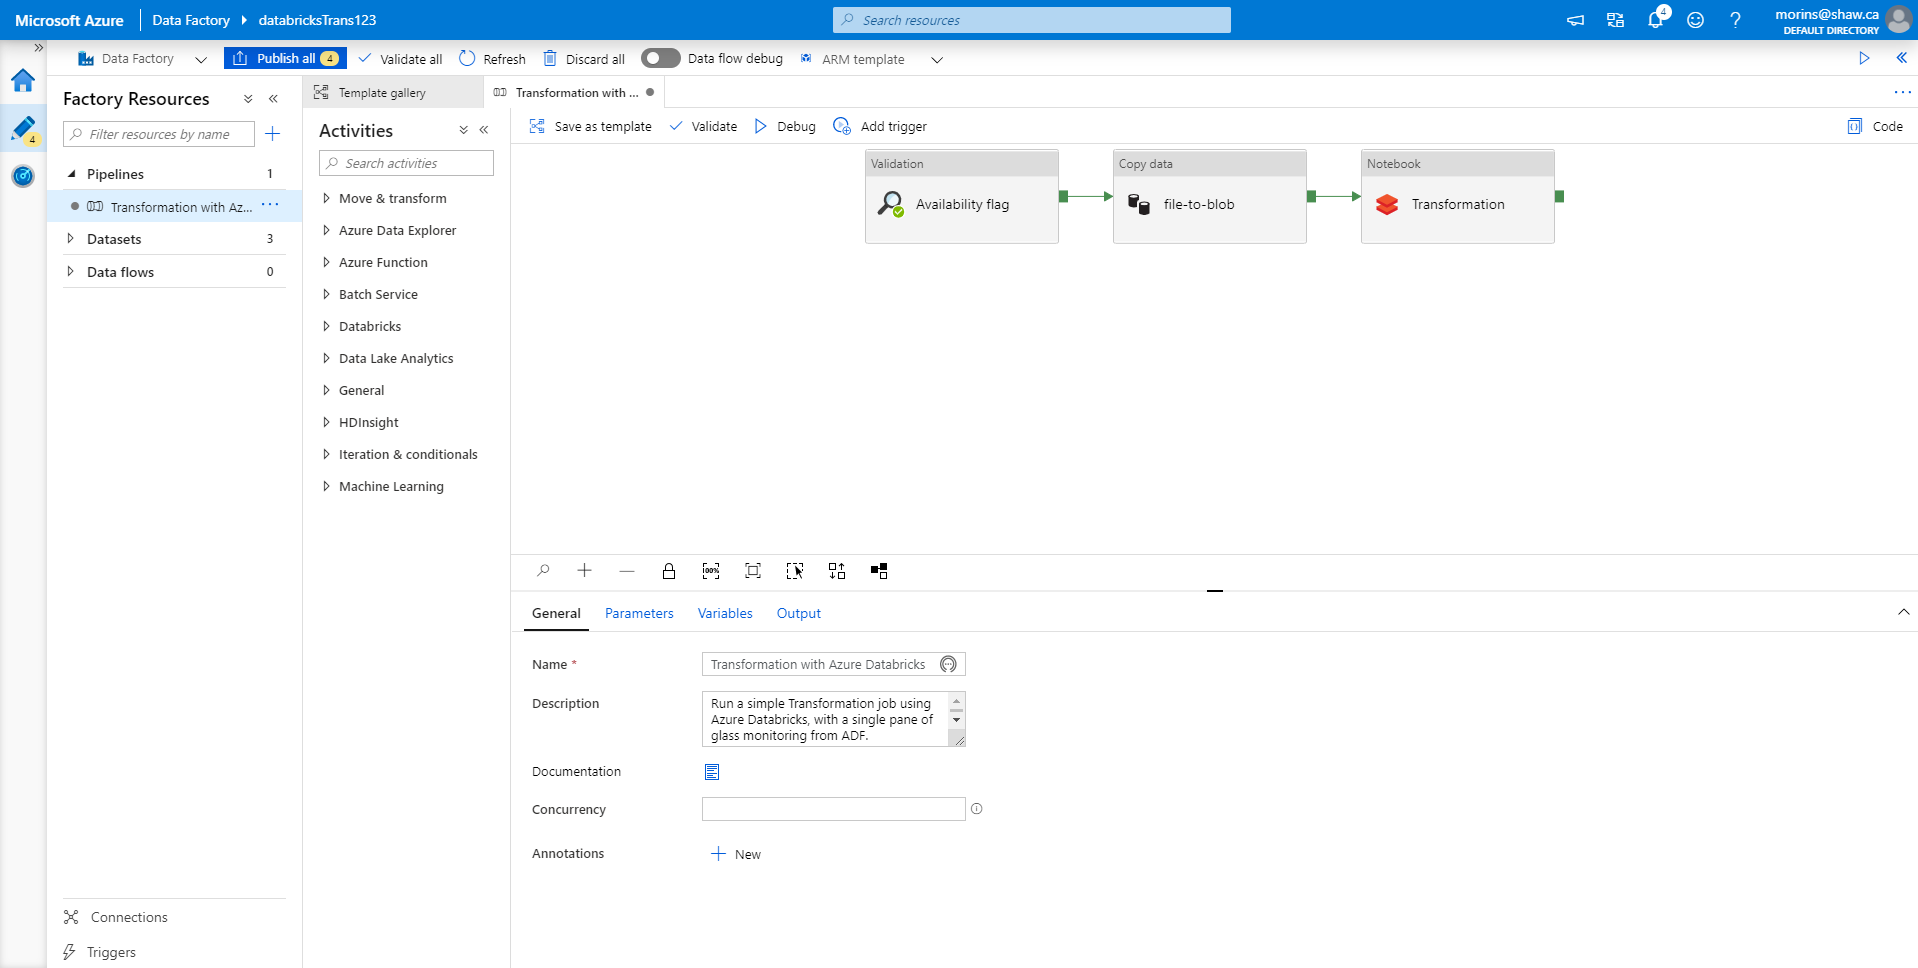 Microsoft Azure
Data Factory
databricksTrans123
Search resources
4
morins@shaw.ca
DEFAULT DIRECTORY
Data Factory
Publish all 4
Validate all
Refresh
Discard all
Data flow debug
ARM template
4
Factory Resources
Filter resources by name
Pipelines 1
Transformation with Az...
Datasets 3
Data flows 0
Connections
Triggers
Template gallery
Transformation with ...
Activities
Search activities
Move & transform
Azure Data Explorer
Azure Function
Batch Service
Databricks
Data Lake Analytics
General
HDInsight
Iteration & conditionals
Machine Learning
Save as template
Validate
Debug
Add trigger
Code
Validation
Availability flag
Copy data
file-to-blob
Notebook
Transformation
100%
General
Parameters
Variables
Output
Name *
Transformation with Azure Databricks
Description
Run a simple Transformation job using
Azure Databricks, with a single pane of
glass monitoring from ADF.
Documentation
Concurrency
Annotations
New